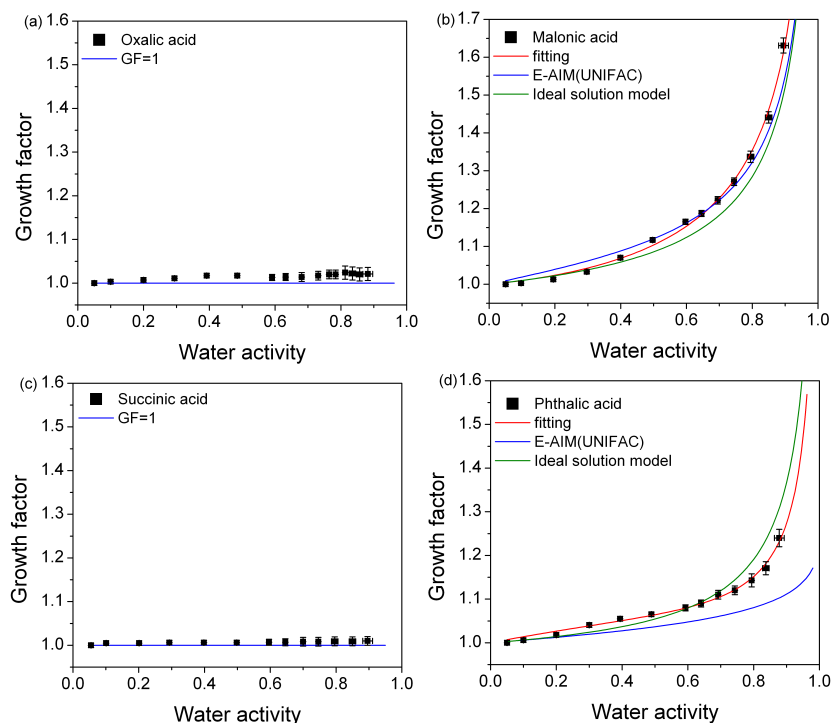 (a)
Oxalic acid
GF=1
1.6
1.5
1.4
1.3
1.2
1.1
1.0
Growth factor
0.0 0.2 0.4 0.6 0.8 1.0
Water activity
(b)
Malonic acid
fitting
E-AIM(UNIFAC)
Ideal solution model
1.7
1.6
1.5
1.4
1.3
1.2
1.1
1.0
Growth factor
0.0 0.2 0.4 0.6 0.8 1.0
Water activity
(c)
Succinic acid
GF=1
1.6
1.5
1.4
1.3
1.2
1.1
1.0
Growth factor
0.0 0.2 0.4 0.6 0.8 1.0
Water activity
(d)
Phthalic acid
fitting
E-AIM(UNIFAC)
Ideal solution model
1.6
1.5
1.4
1.3
1.2
1.1
1.0
Growth factor
0.0 0.2 0.4 0.6 0.8 1.0
Water activity